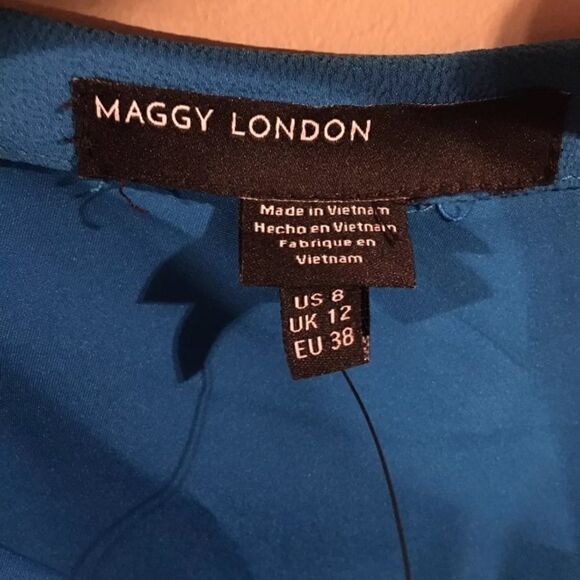 MAGGY LONDON
Made in Vietnam
Hecho en Vietnam
Fabrique en
Vietnam
US 8
UK 12
EU 38